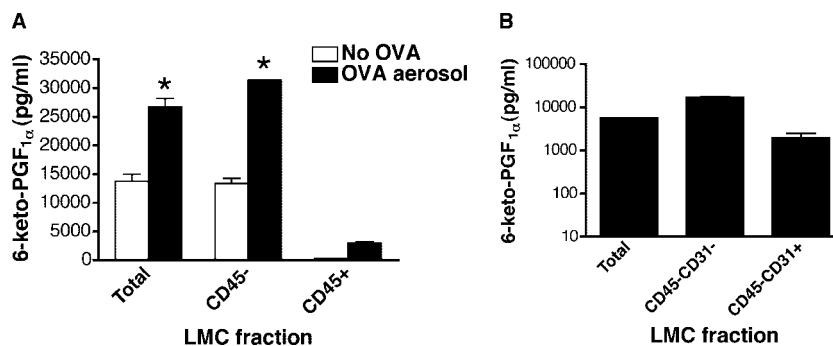 A
6-keto-PGF1α(pg/ml)
35000
30000
25000
20000
15000
10000
5000
0
*
*
No OVA
OVA aerosol
Total
CD45-
CD45+
LMC fraction
B
6-keto-PGF1α(pg/ml)
100000
10000
1000
100
10
Total
CD45-CD31-
CD45-CD31+
LMC fraction